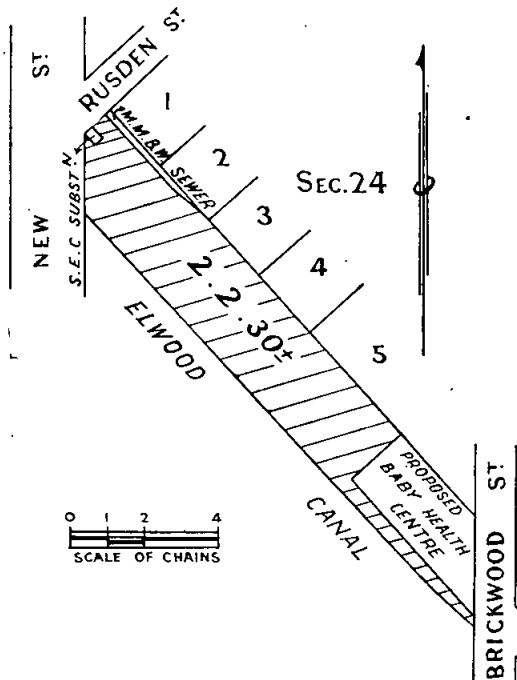 RUSDEN ST.
NEW ST.
S.E.C SUBST.N
M.M.B.W. SEWER
1
2
3
4
5
SEC.24
2.2.30±
ELWOOD
CANAL
PROPOSED
BABY HEALTH
CENTRE
BRICKWOOD ST
0 1 2 4
SCALE OF CHAINS